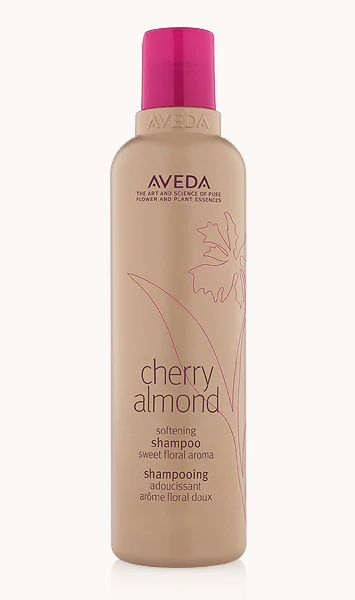 AVEDA
AVEDA
THE ART AND SCIENCE OF PURE
FLOWER AND PLANT ESSENCES
cherry
almond
softening
shampoo
sweet floral aroma
shampooing
adoucissant
arôme floral doux